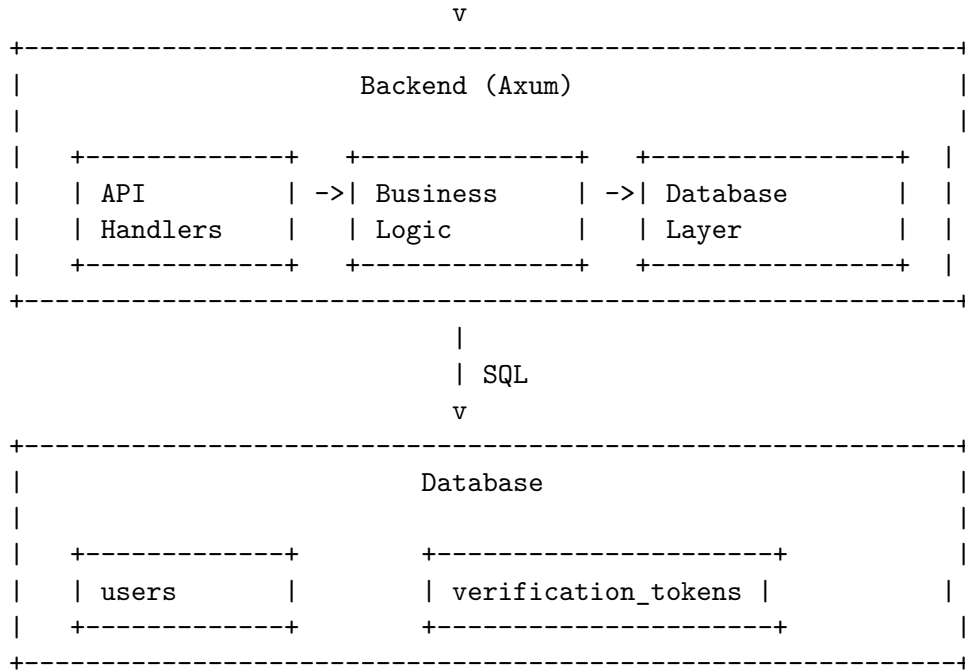 v
Backend (Axum)
API -> Business -> Database
Handlers Logic Layer
|
| SQL
v
Database
users verification_tokens